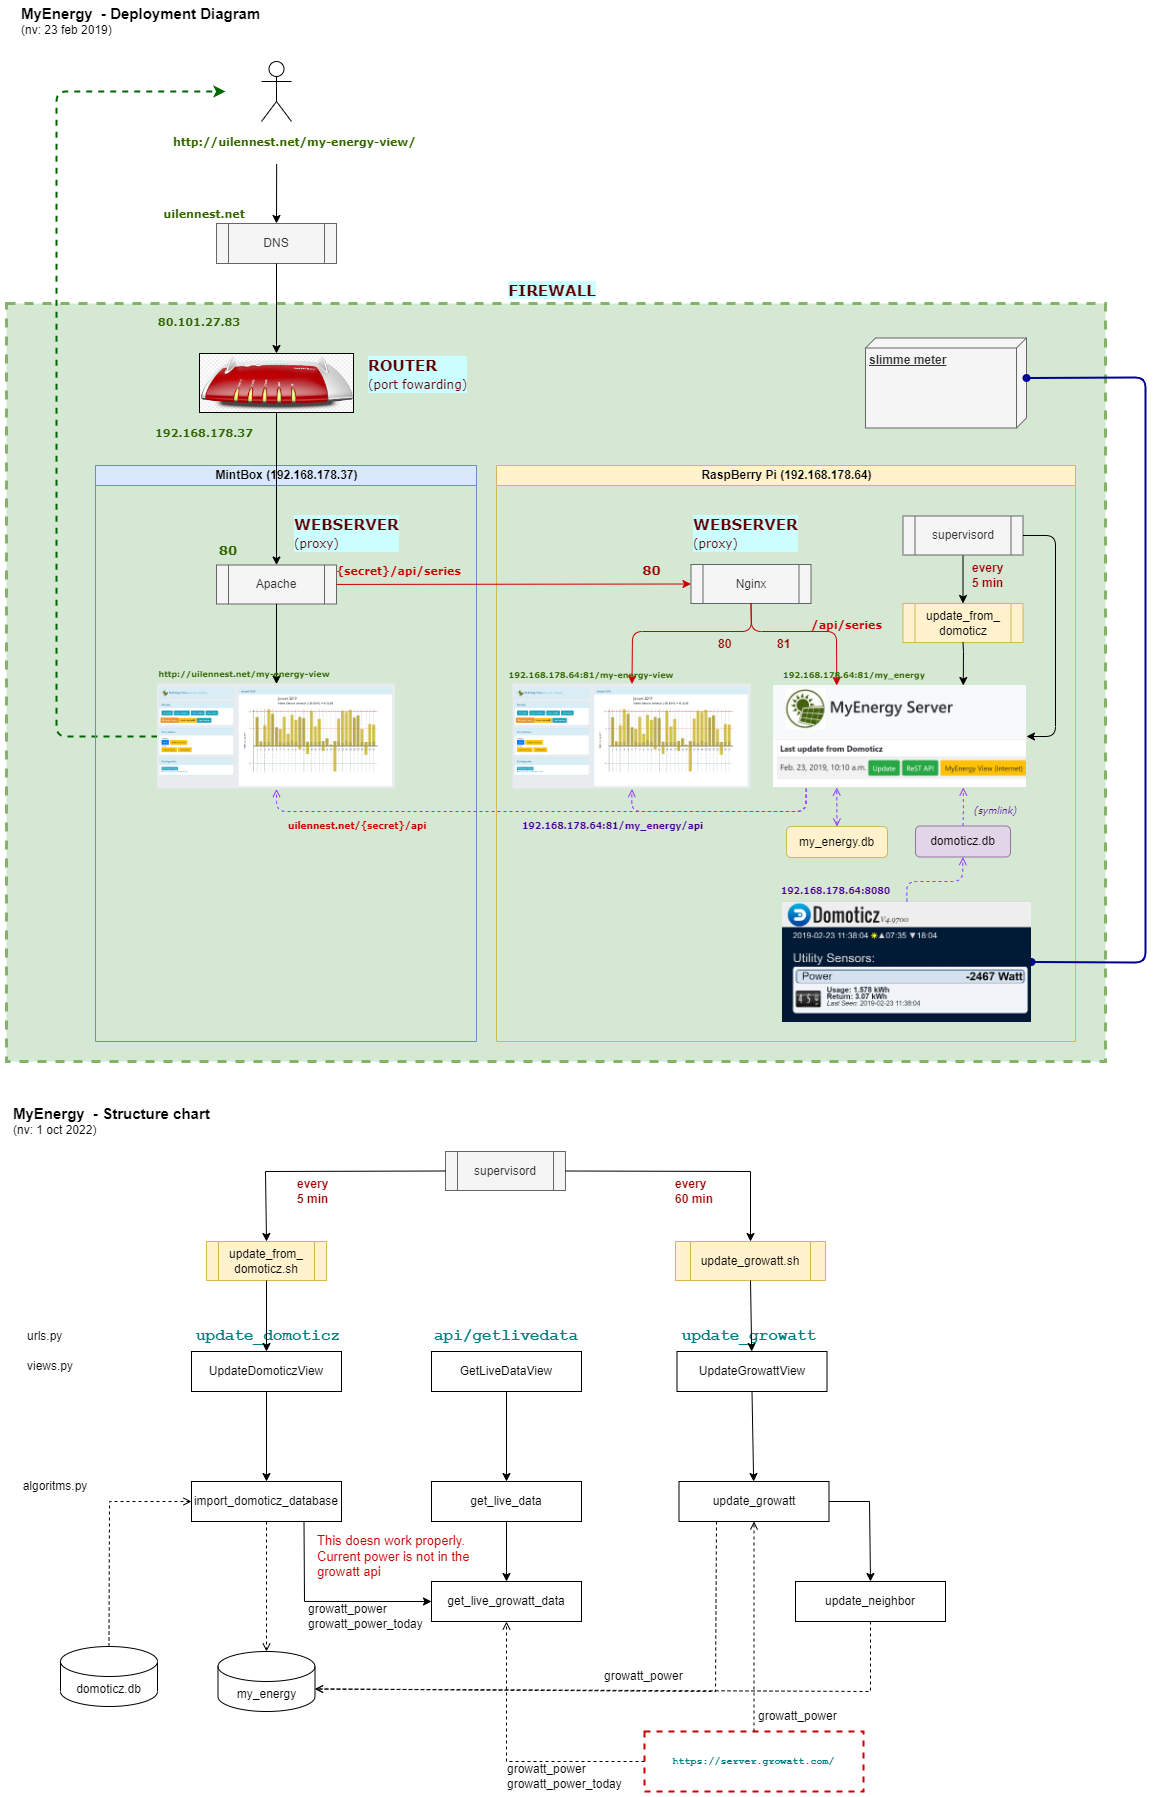 MyEnergy - Deployment Diagram
(nv: 23 feb 2019)
http://uilennest.net/my-energy-view/
uilennest.net
DNS
FIREWALL
80.101.27.83
ROUTER
(port fowarding)
slimme meter
192.168.178.37
MintBox (192.168.178.37)
RaspBerry Pi (192.168.178.64)
WEBSERVER
(proxy)
80
Apache
{secret}/api/series
80
WEBSERVER
(proxy)
Nginx
supervisord
every
5 min
update_from_
domoticz
/api/series
80
81
http://uilennest.net/my-energy-view
192.168.178.64:81/my-energy-view
192.168.178.64:81/my_energy
MyEnergy Server
Last update from Domoticz
Feb. 23, 2019, 10:10 a.m.
Update
ReST API
MyEnergy View (Internet)
uilennest.net/{secret}/api
192.168.178.64:81/my_energy/api
(symlink)
my_energy.db
domoticz.db
192.168.178.64:8080
Domoticz V4.9700
2019-02-23 11:38:04 ☀▲07:35 ▼18:04
Utility Sensors:
Power
-2467 Watt
Usage: 1.578 kWh
Return: 3.07 kWh
Last Seen: 2019-02-23 11:38:04
MyEnergy - Structure chart
(nv: 1 oct 2022)
supervisord
every
5 min
every
60 min
update_from_
domoticz.sh
update_growatt.sh
urls.py
update_domoticz
api/getlivedata
update_growatt
views.py
UpdateDomoticzView
GetLiveDataView
UpdateGrowattView
algoritms.py
import_domoticz_database
get_live_data
update_growatt
This doesn work properly.
Current power is not in the
growatt api
get_live_growatt_data
update_neighbor
growatt_power
growatt_power_today
domoticz.db
my_energy
growatt_power
growatt_power
https://server.growatt.com/
growatt_power
growatt_power_today